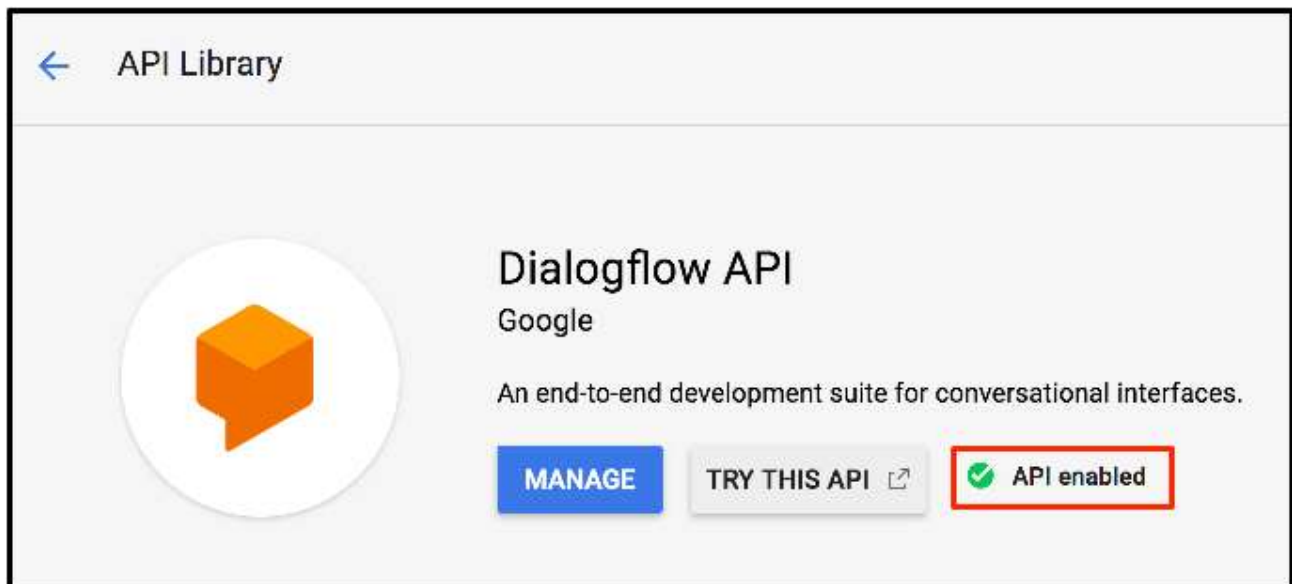 API Library
Dialogflow API
Google
An end-to-end development suite for conversational interfaces.
MANAGE TRY THIS API API enabled